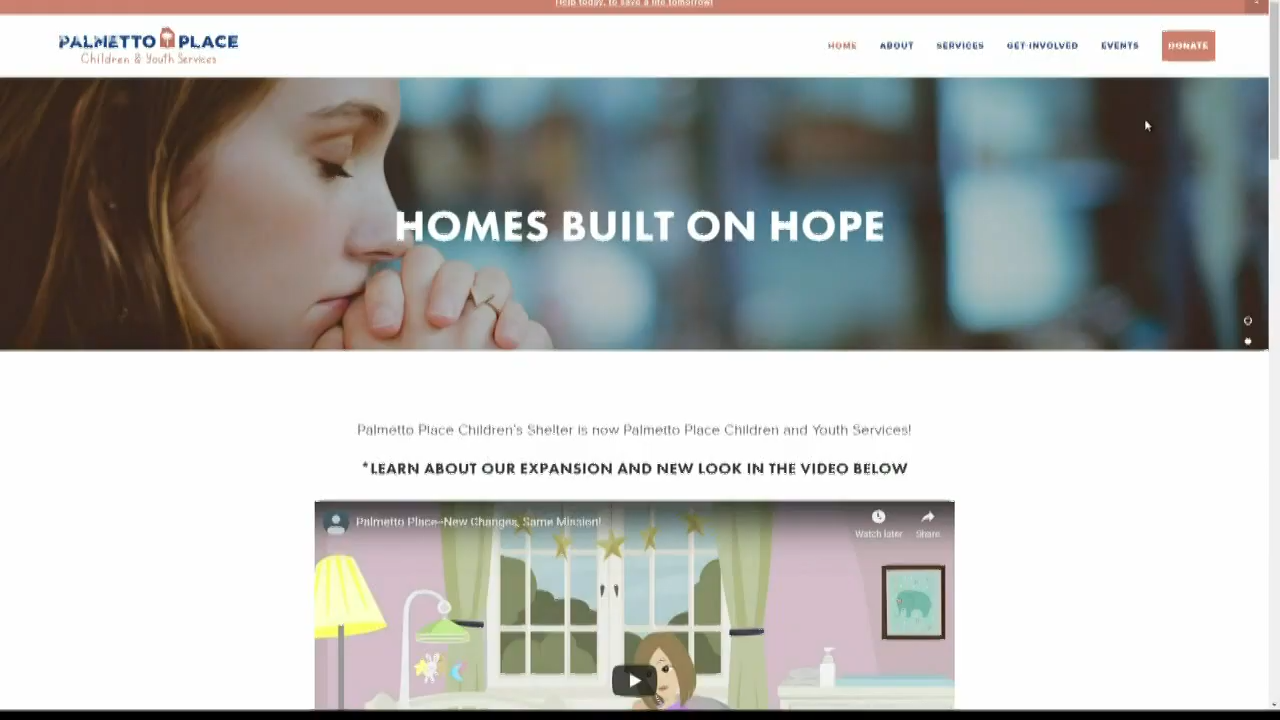 Help today, to save a life tomorrow!
PALMETTO PLACE
Children & Youth Services
HOME ABOUT SERVICES GET INVOLVED EVENTS DONATE
HOMES BUILT ON HOPE
Palmetto Place Children's Shelter is now Palmetto Place Children and Youth Services!
*LEARN ABOUT OUR EXPANSION AND NEW LOOK IN THE VIDEO BELOW
Palmetto Place--New Changes, Same Mission!
Watch later Share